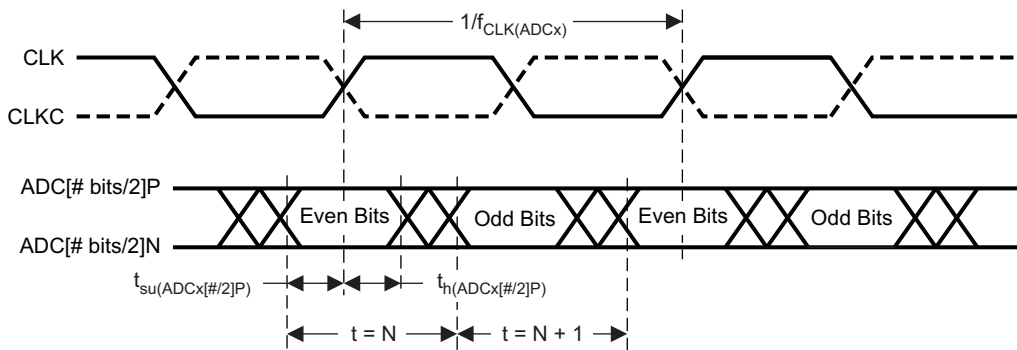 1/fCLK(ADCx)
CLK
CLKC
ADC[# bits/2]P
Even Bits
Odd Bits
Even Bits
Odd Bits
ADC[# bits/2]N
tsu(ADCx[#/2]P)
th(ADCx[#/2]P)
t = N
t = N + 1